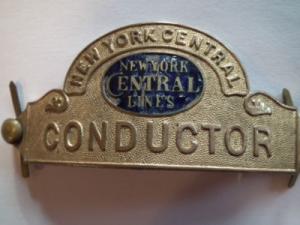 NEW YORK CENTRAL
NEW YORK
CENTRAL
LINES
CONDUCTOR